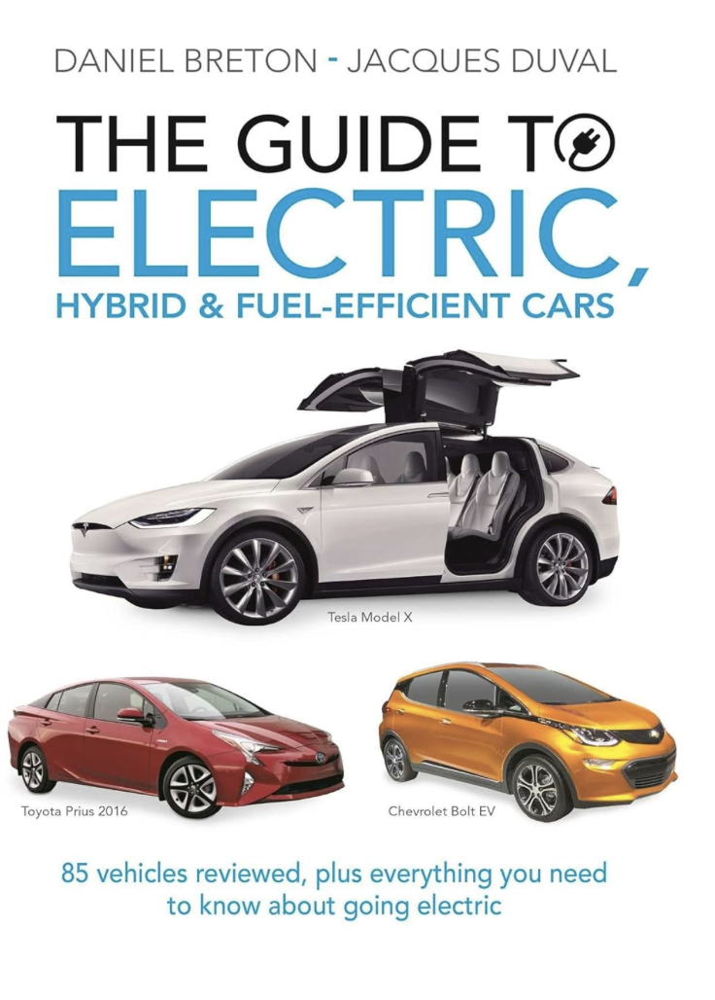 DANIEL BRETON - JACQUES DUVAL
THE GUIDE TO
ELECTRIC,
HYBRID & FUEL-EFFICIENT CARS
Tesla Model X
Toyota Prius 2016
Chevrolet Bolt EV
85 vehicles reviewed, plus everything you need
to know about going electric